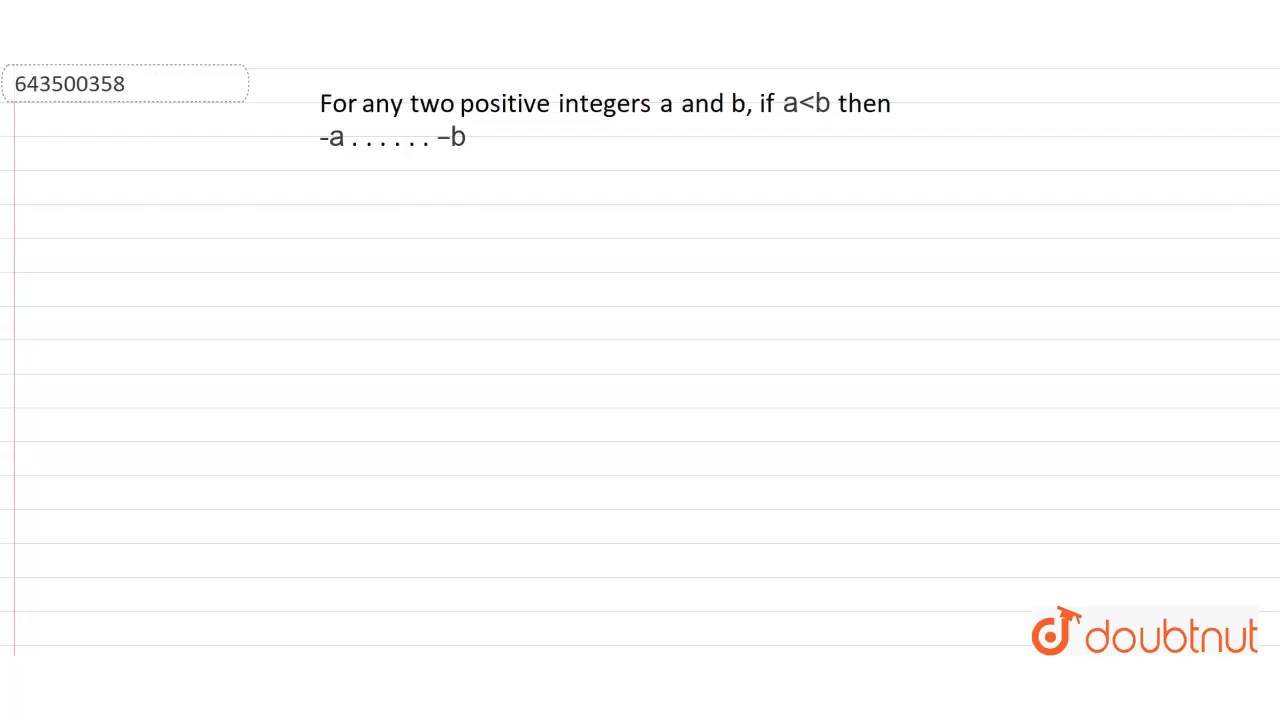 643500358
For any two positive integers a and b, if a<b then
-a . . . . . . −b
doubtnut